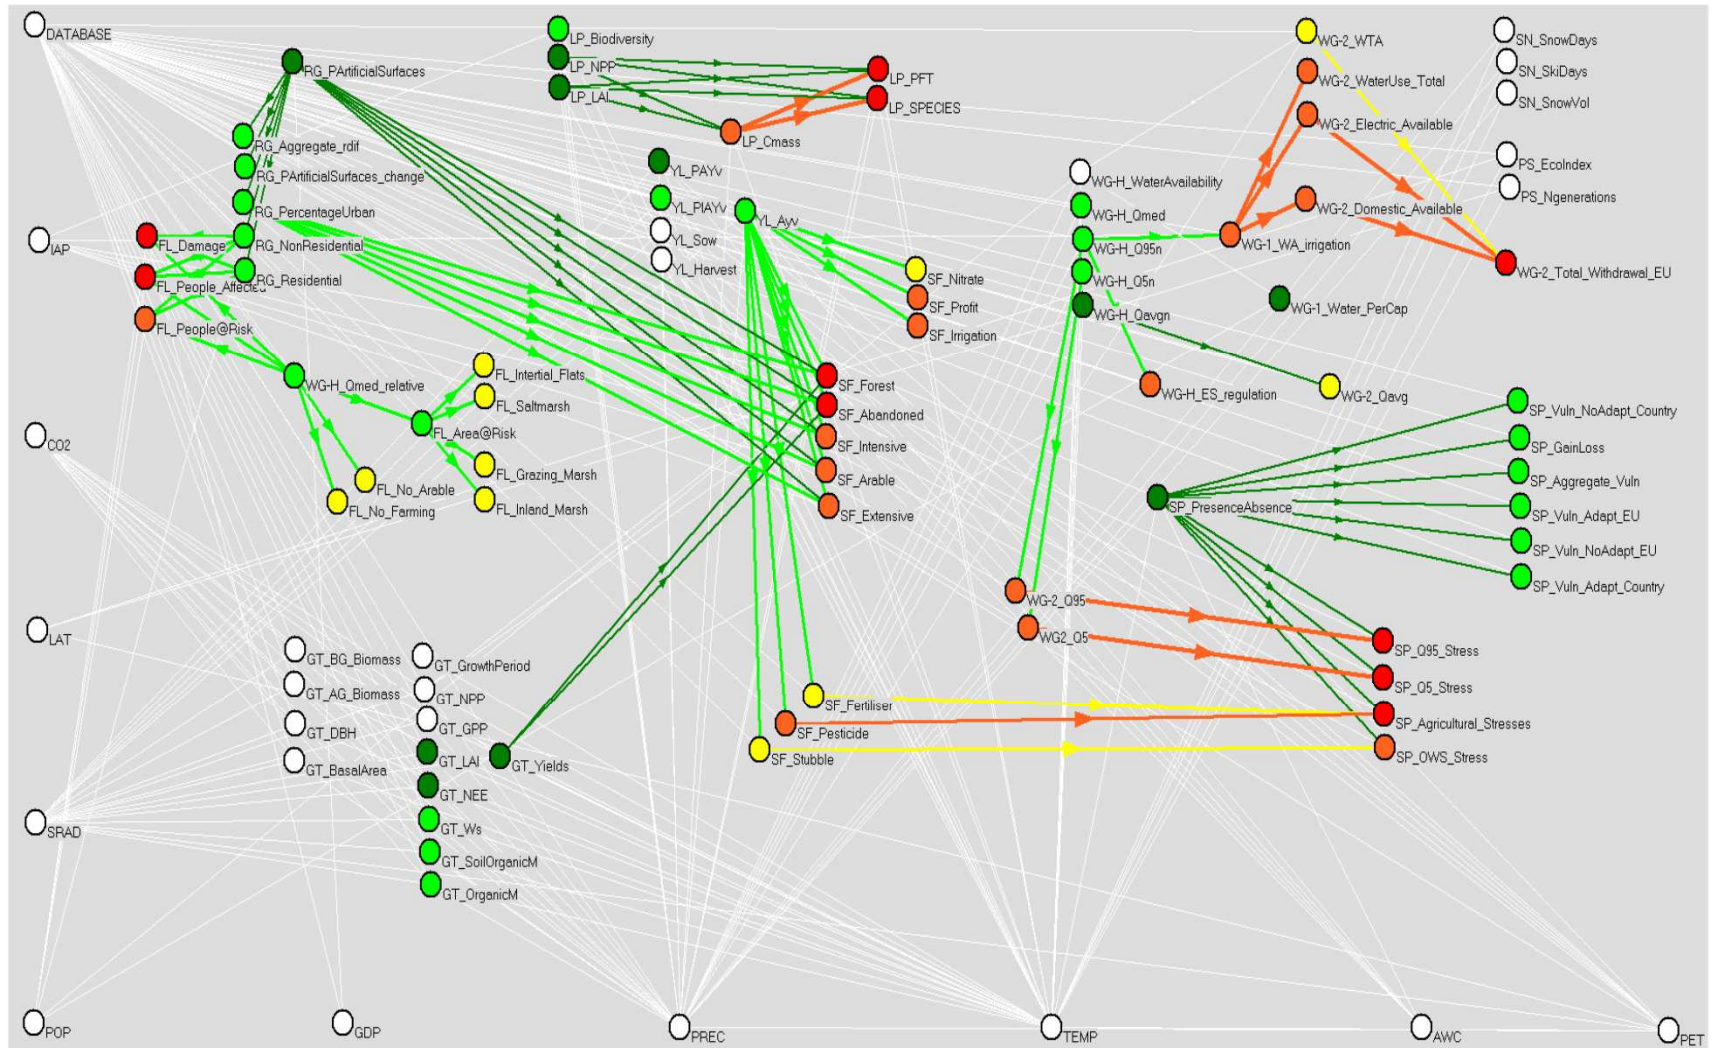 DATABASE
RG_PArtificialSurfaces
LP_Biodiversity
LP_NPP
LP_LAI
LP_PFT
LP_SPECIES
LP_Cmass
WG-2_WTA
WG-2_WaterUse_Total
WG-2_Electric_Available
WG-2_Domestic_Available
WG-1_WA_irrigation
WG-2_Total_Withdrawal_EU
WG-1_Water_PerCap
SN_SnowDays
SN_SkiDays
SN_SnowVol
PS_EcoIndex
PS_Ngenerations
RG_Aggregate_rdif
RG_PArtificialSurfaces_change
RG_PercentageUrban
RG_NonResidential
RG_Residential
IAP
FL_Damage
FL_People_Affected
FL_People@Risk
YL_PAYv
YL_PIAYv
YL_Sow
YL_Harvest
YL_Ayv
SF_Nitrate
SF_Profit
SF_Irrigation
WG-H_WaterAvailability
WG-H_Qmed
WG-H_Q95n
WG-H_Q5n
WG-H_Qavgn
WG-H_ES_regulation
WG-2_Qavg
WG-H_Qmed_relative
FL_Intertial_Flats
FL_Saltmarsh
FL_Area@Risk
FL_Grazing_Marsh
FL_Inland_Marsh
FL_No_Arable
FL_No_Farming
SF_Forest
SF_Abandoned
SF_Intensive
SF_Arable
SF_Extensive
CO2
SP_PresenceAbsence
SP_Vuln_NoAdapt_Country
SP_GainLoss
SP_Aggregate_Vuln
SP_Vuln_Adapt_EU
SP_Vuln_NoAdapt_EU
SP_Vuln_Adapt_Country
WG-2_Q95
WG2_Q5
SP_Q95_Stress
SP_Q5_Stress
SP_Agricultural_Stresses
SP_OWS_Stress
SF_Fertiliser
SF_Pesticide
SF_Stubble
LAT
GT_BG_Biomass
GT_AG_Biomass
GT_DBH
GT_BasalArea
GT_GrowthPeriod
GT_NPP
GT_GPP
GT_LAI
GT_NEE
GT_Ws
GT_SoilOrganicM
GT_OrganicM
GT_Yields
SRAD
POP
GDP
PREC
TEMP
AWC
PET